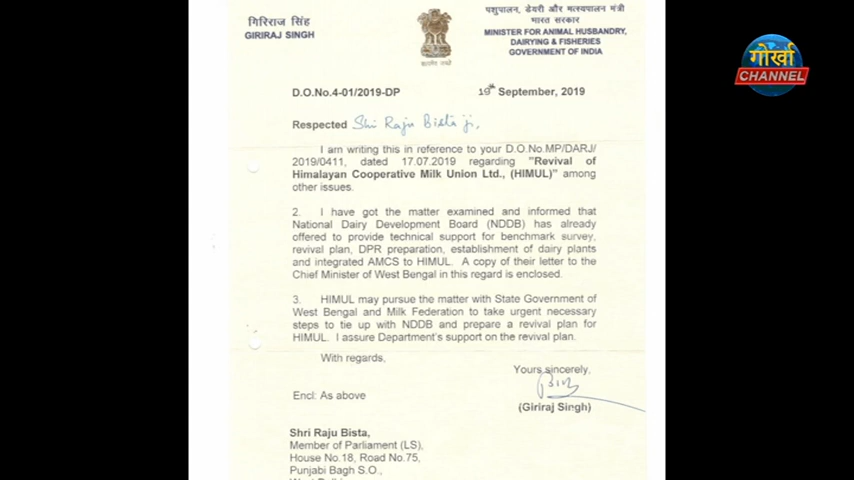 गिरिराज सिंह
GIRIRAJ SINGH
पशुपालन, डेयरी और मत्स्यपालन मंत्री
भारत सरकार
MINISTER FOR ANIMAL HUSBANDRY,
DAIRYING & FISHERIES
GOVERNMENT OF INDIA
सत्यमेव जयते
गोर्खा
CHANNEL
D.O.No.4-01/2019-DP
19th September, 2019
Respected Shri Raju Bista ji,
I am writing this in reference to your D.O.No.MP/DARJ/
2019/0411, dated 17.07.2019 regarding "Revival of
Himalayan Cooperative Milk Union Ltd., (HIMUL)" among
other issues.
2. I have got the matter examined and informed that
National Dairy Development Board (NDDB) has already
offered to provide technical support for benchmark survey,
revival plan, DPR preparation, establishment of dairy plants
and integrated AMCS to HIMUL. A copy of their letter to the
Chief Minister of West Bengal in this regard is enclosed.
3. HIMUL may pursue the matter with State Government of
West Bengal and Milk Federation to take urgent necessary
steps to tie up with NDDB and prepare a revival plan for
HIMUL. I assure Department's support on the revival plan.
With regards,
Yours sincerely,
(Giriraj Singh)
Encl: As above
Shri Raju Bista,
Member of Parliament (LS),
House No.18, Road No.75,
Punjabi Bagh S.O.,